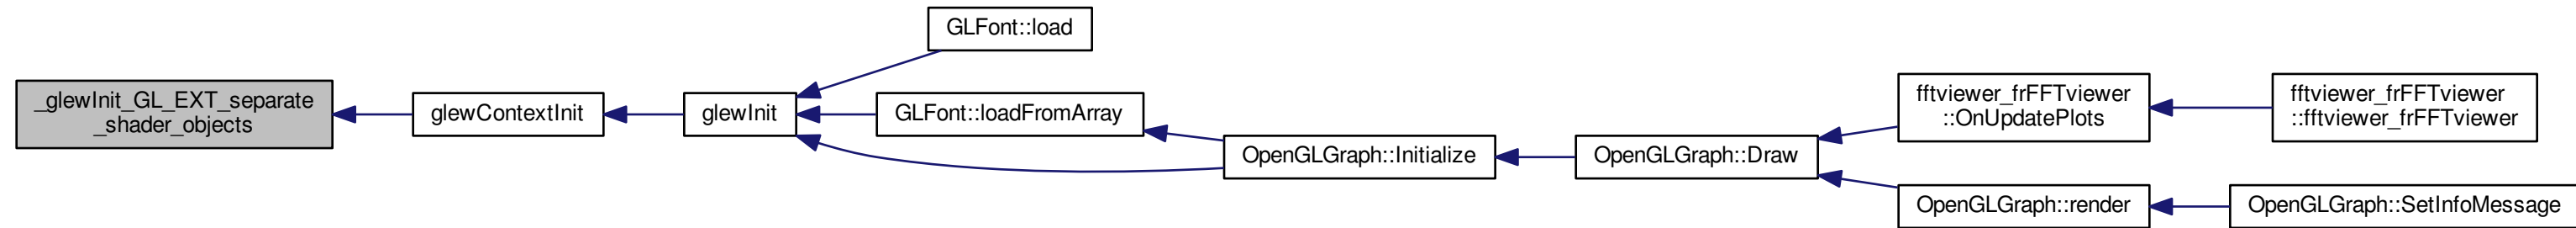 _glewInit_GL_EXT_separate
_shader_objects
glewContextInit
glewInit
GLFont::load
GLFont::loadFromArray
OpenGLGraph::Initialize
OpenGLGraph::Draw
fftviewer_frFFTviewer
::OnUpdatePlots
fftviewer_frFFTviewer
::fftviewer_frFFTviewer
OpenGLGraph::render
OpenGLGraph::SetInfoMessage